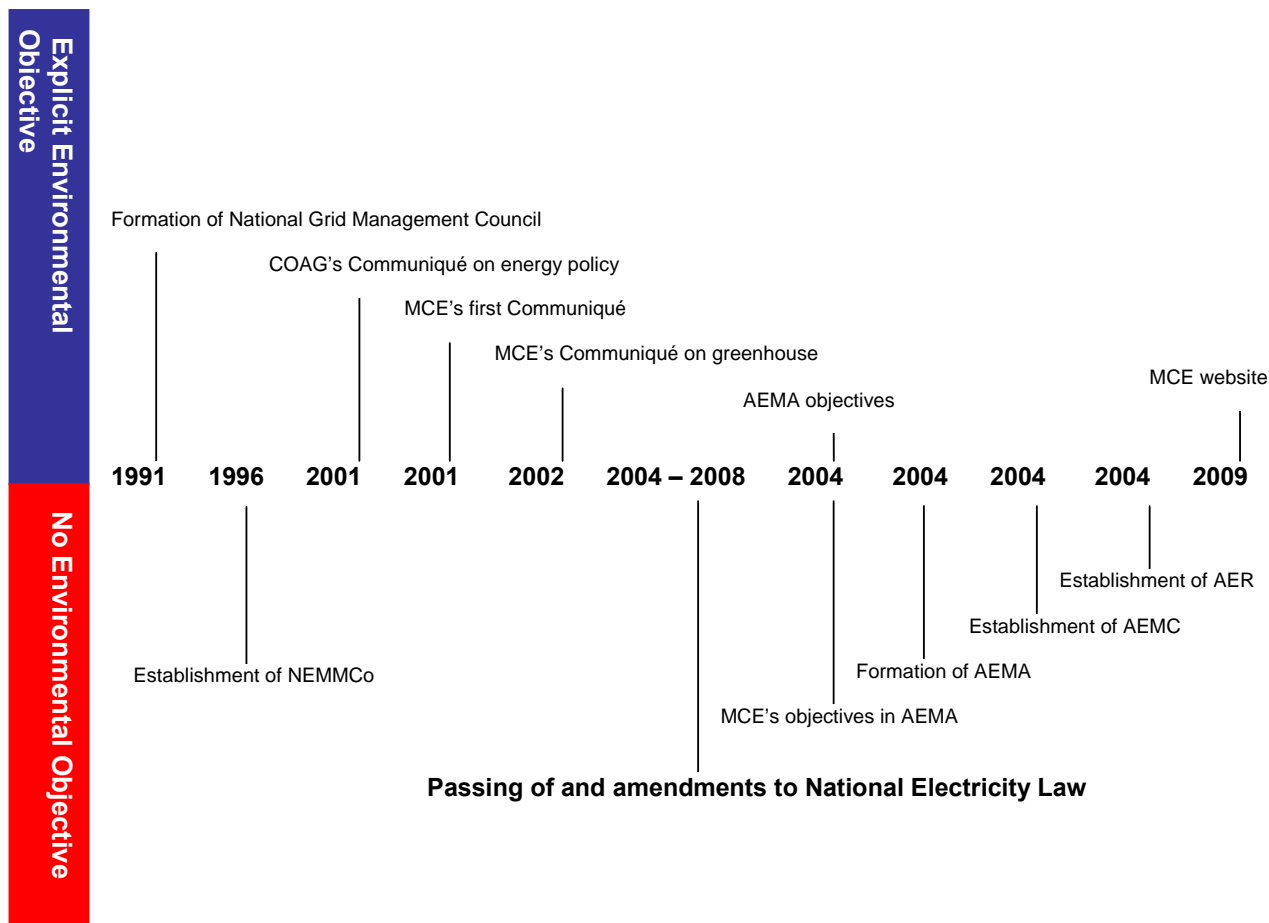 Explicit Environmental
Obiective
Formation of National Grid Management Council
COAG's Communiqué on energy policy
MCE's first Communiqué
MCE's Communiqué on greenhouse
MCE website
AEMA objectives
1991 1996 2001 2001 2002 2004 – 2008 2004 2004 2004 2004 2009
No Environmental Objective
Establishment of AER
Establishment of AEMC
Establishment of NEMMCo
Formation of AEMA
MCE's objectives in AEMA
Passing of and amendments to National Electricity Law